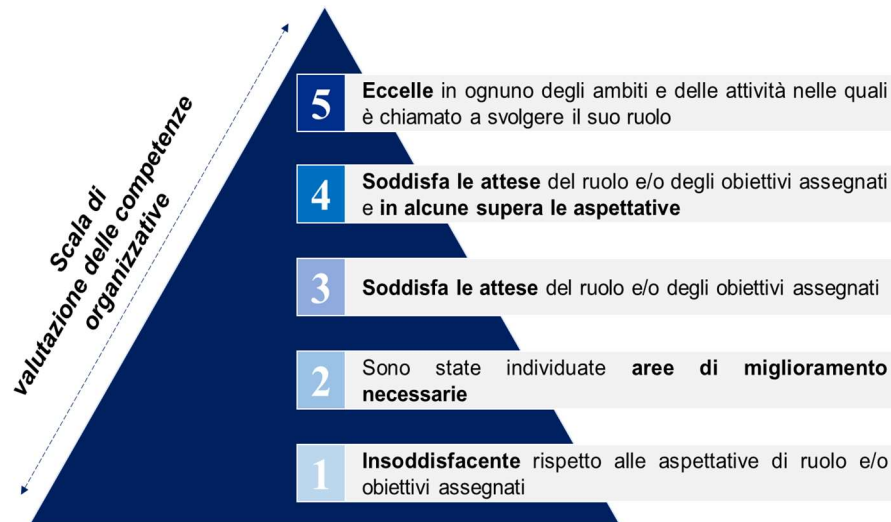 Scala di
valutazione delle competenze
organizzative
5
Eccelle in ognuno degli ambiti e delle attività nelle quali
è chiamato a svolgere il suo ruolo
4
Soddisfa le attese del ruolo e/o degli obiettivi assegnati
e in alcune supera le aspettative
3
Soddisfa le attese del ruolo e/o degli obiettivi assegnati
2
Sono state individuate aree di miglioramento
necessarie
1
Insoddisfacente rispetto alle aspettative di ruolo e/o
obiettivi assegnati